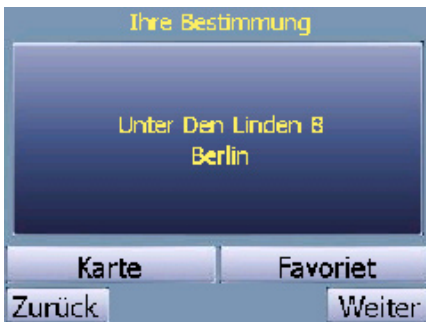 Ihre Bestimmung
Unter Den Linden 8
Berlin
Karte Favoriet
Zurück Weiter